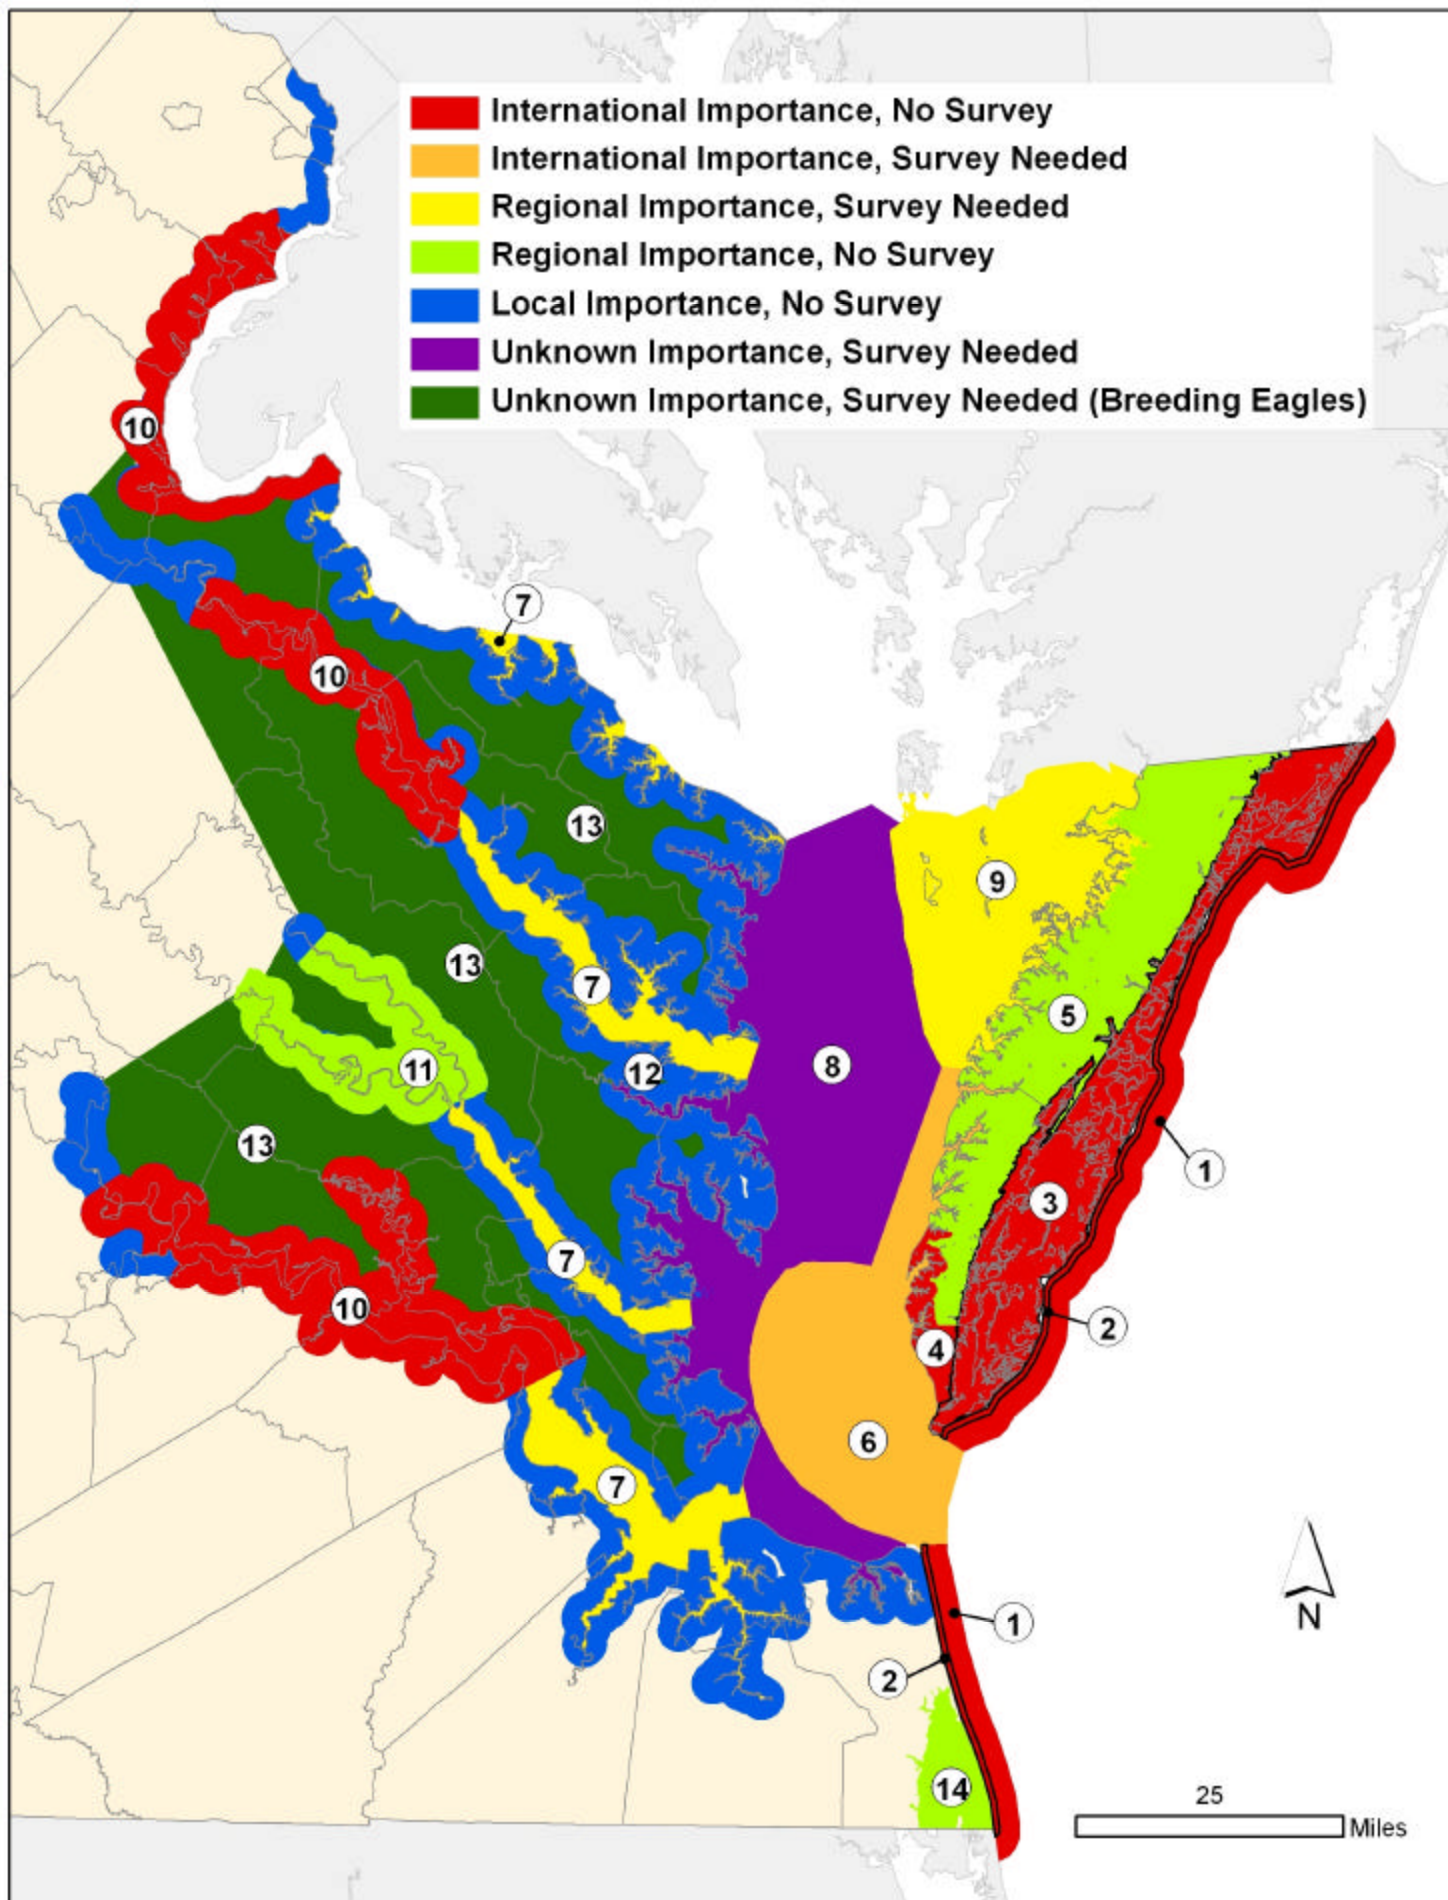 International Importance, No Survey
International Importance, Survey Needed
Regional Importance, Survey Needed
Regional Importance, No Survey
Local Importance, No Survey
Unknown Importance, Survey Needed
Unknown Importance, Survey Needed (Breeding Eagles)
10
7
10
13
9
13
7
5
11
12
8
13
1
3
7
10
2
4
6
7
1
2
14
N
25
Miles